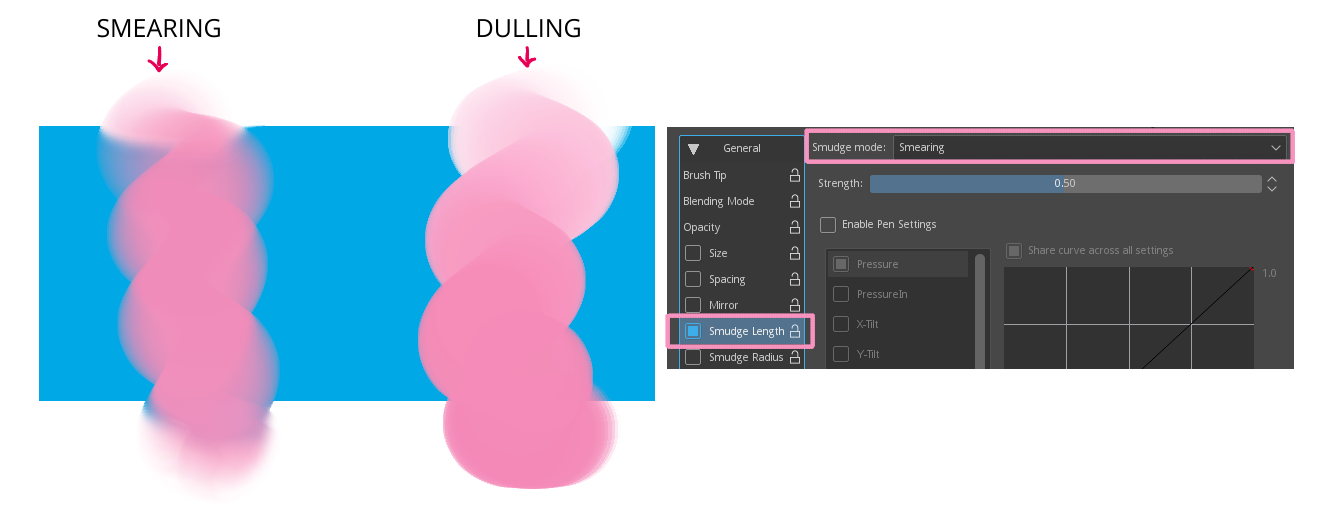 SMEARING
DULLING
General
Brush Tip
Blending Mode
Opacity
Size
Spacing
Mirror
Smudge Length
Smudge Radius
Smudge mode: Smearing
Strength: 0.50
Enable Pen Settings
Pressure
PressureIn
X-Tilt
Y-Tilt
Share curve across all settings
1.0